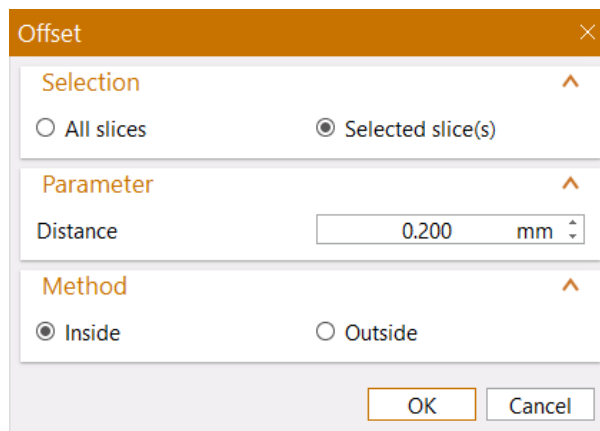 Offset
Selection
All slices Selected slice(s)
Parameter
Distance 0.200 mm
Method
Inside Outside
OK Cancel